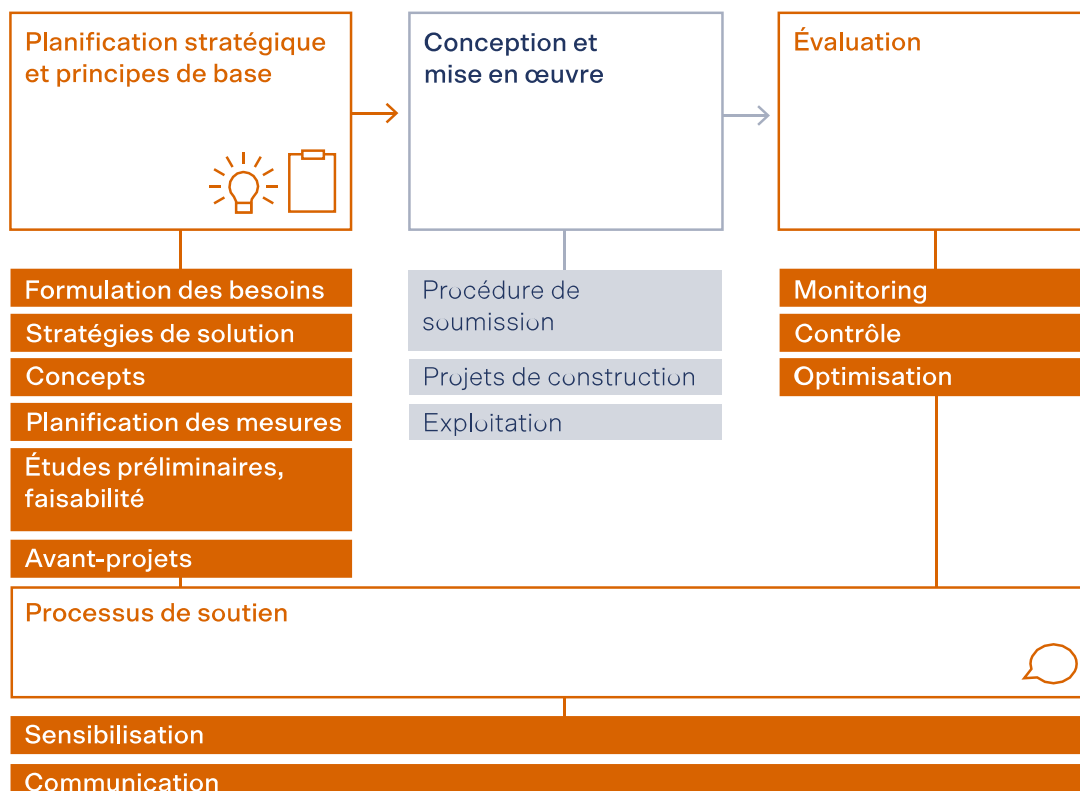 Planification stratégique
et principes de base
Formulation des besoins
Stratégies de solution
Concepts
Planification des mesures
Études préliminaires,
faisabilité
Avant-projets
Conception et
mise en œuvre
Procédure de
soumission
Projets de construction
Exploitation
Évaluation
Monitoring
Contrôle
Optimisation
Processus de soutien
Sensibilisation
Communication